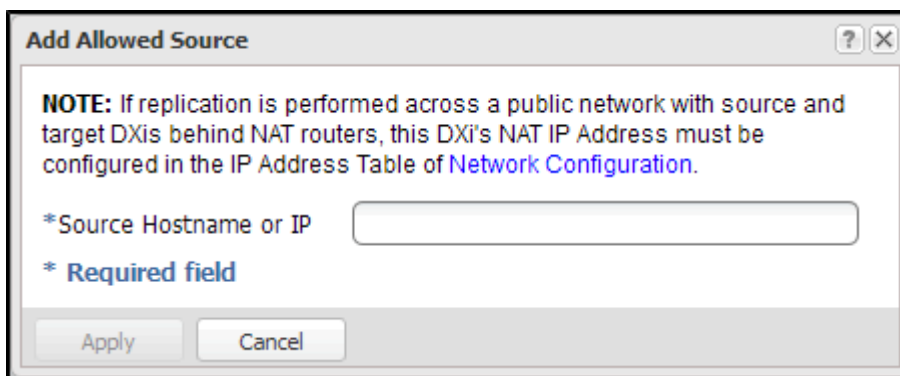 Add Allowed Source
?
NOTE: If replication is performed across a public network with source and
target DXis behind NAT routers, this DXi's NAT IP Address must be
configured in the IP Address Table of Network Configuration.
*Source Hostname or IP
* Required field
Apply Cancel